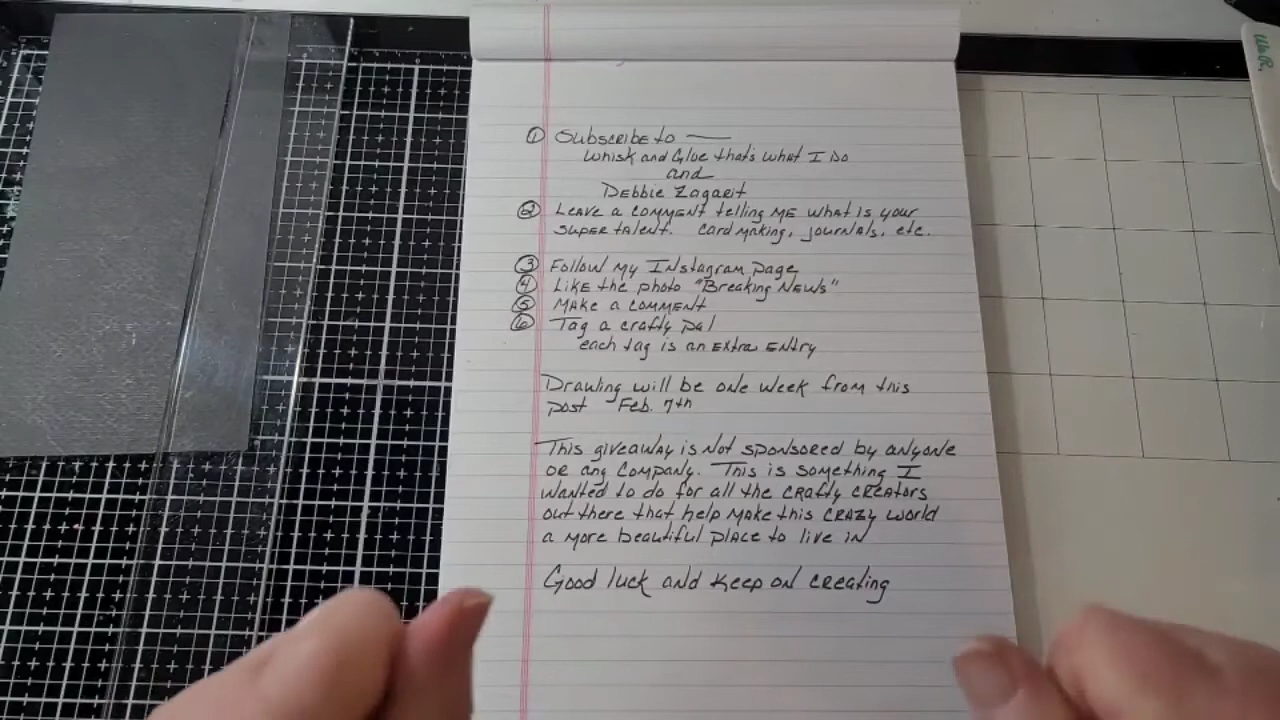 ① Subscribe to —
Whisk and Glue that's what I Do
and
Debbie Zagarit
② Leave a comment telling me what is your
super talent. Card making, journals, etc.
③ Follow my Instagram page
④ Like the photo "Breaking News"
⑤ Make a comment
⑥ Tag a crafty pal
each tag is an extra entry
Drawing will be one week from this
post Feb. 7th
This giveaway is not sponsored by anyone
or any company. This is something I
wanted to do for all the crafty creators
out there that help make this crazy world
a more beautiful place to live in
Good luck and keep on creating